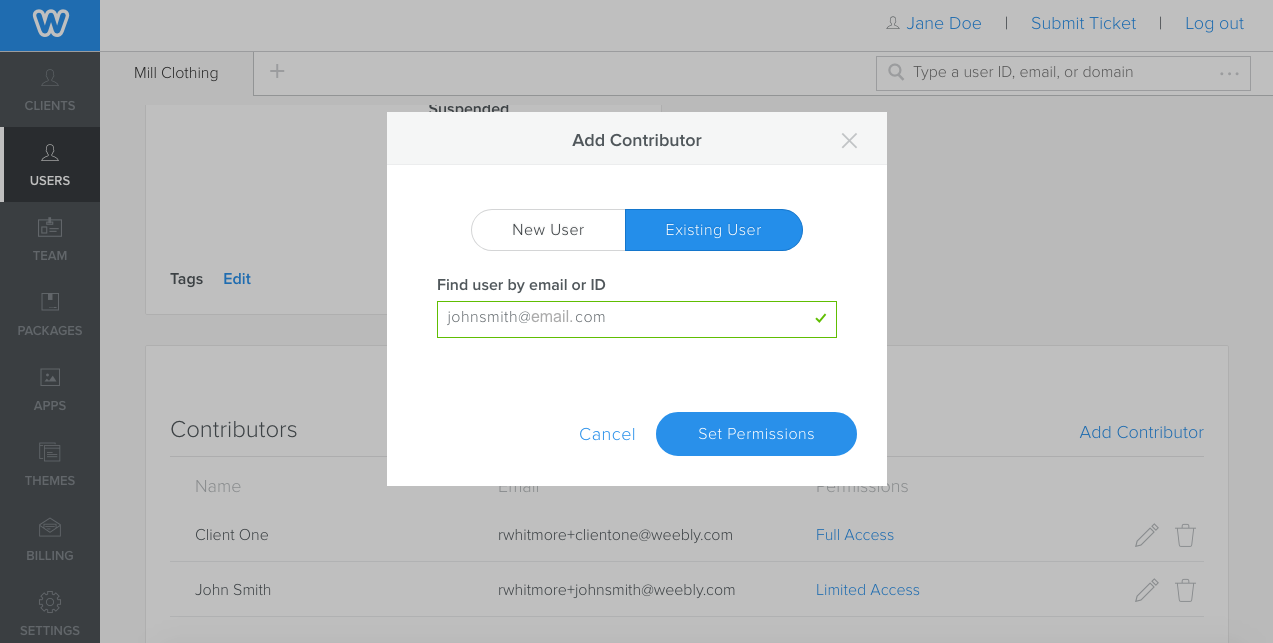 Jane Doe | Submit Ticket | Log out
Mill Clothing
Type a user ID, email, or domain
CLIENTS
USERS
TEAM
PACKAGES
APPS
THEMES
BILLING
SETTINGS
Suspended
Tags Edit
Add Contributor
New User Existing User
Find user by email or ID
johnsmith@email.com
Cancel Set Permissions
Contributors Add Contributor
Name Email Permissions
Client One rwhitmore+clientone@weebly.com Full Access
John Smith rwhitmore+johnsmith@weebly.com Limited Access